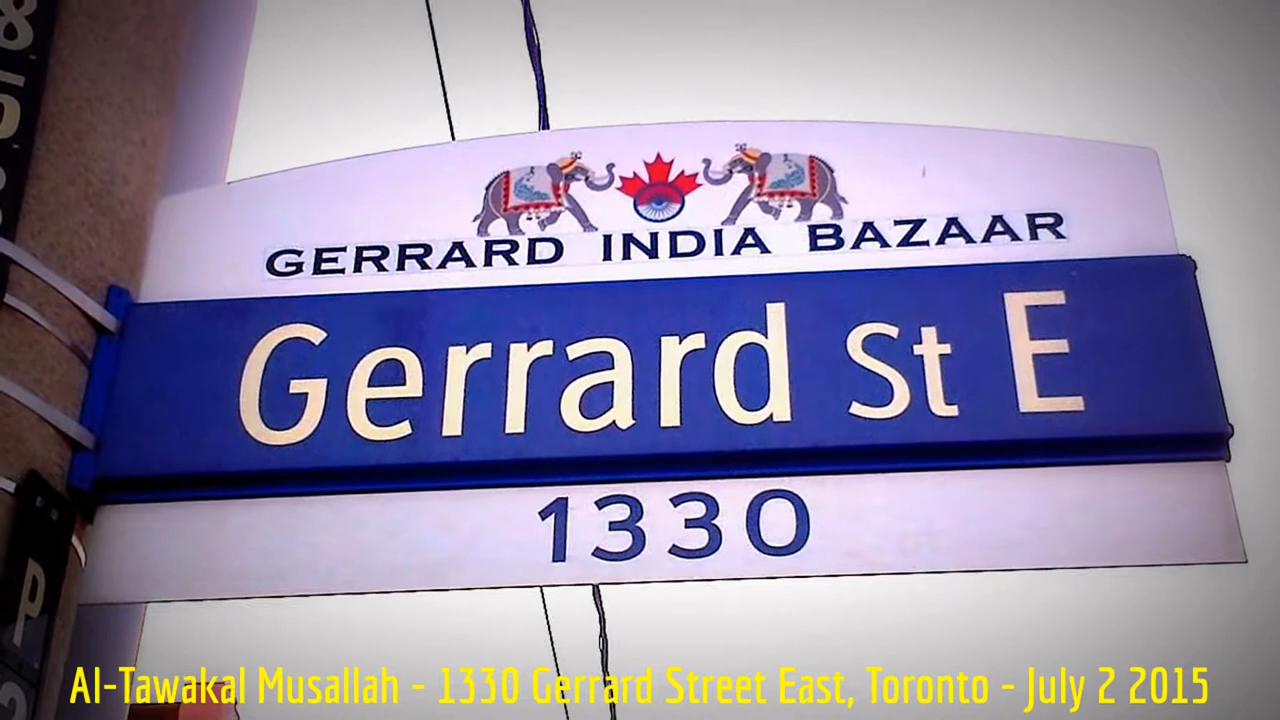 GERRARD INDIA BAZAAR
Gerrard St E
1330
P
Al-Tawakal Musallah - 1330 Gerrard Street East, Toronto - July 2 2015